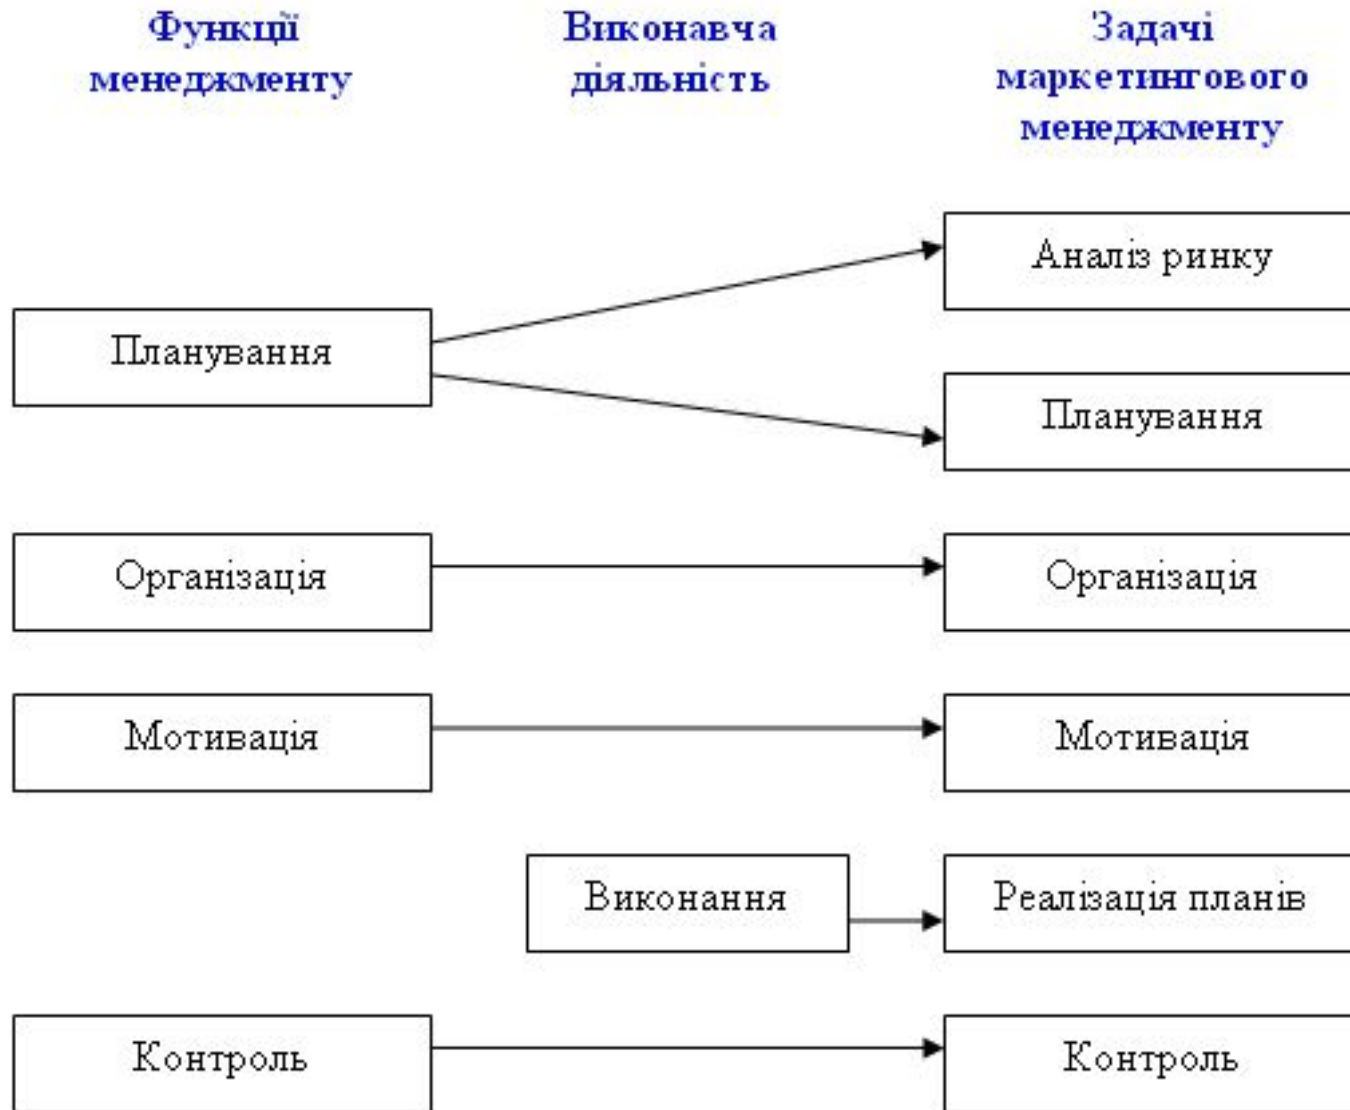 Функції
менеджменту
Виконавча
діяльність
Задачі
маркетингового
менеджменту
Аналіз ринку
Планування
Планування
Організація
Організація
Мотивація
Мотивація
Виконання
Реалізація планів
Контроль
Контроль